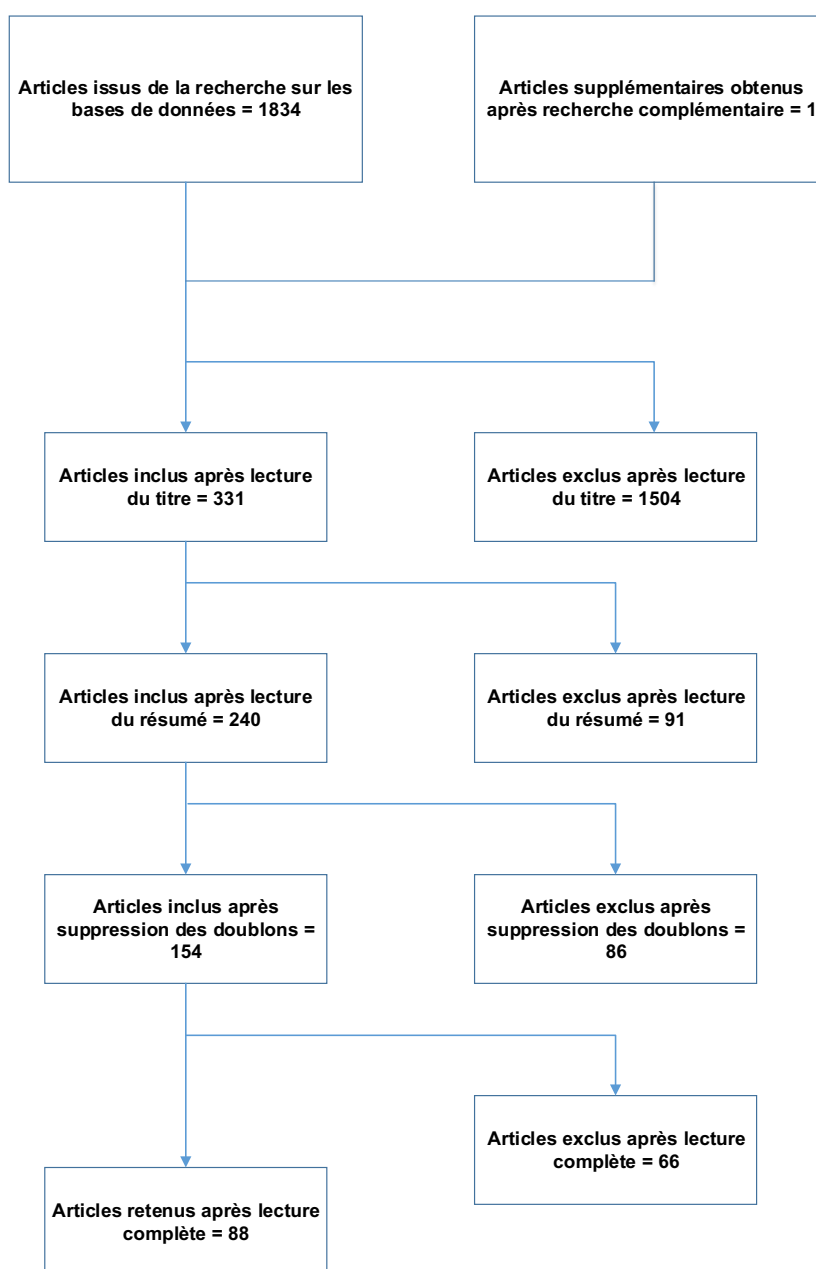 Articles issus de la recherche sur les
bases de données = 1834
Articles supplémentaires obtenus
après recherche complémentaire = 1
Articles inclus après lecture
du titre = 331
Articles exclus après lecture
du titre = 1504
Articles inclus après lecture
du résumé = 240
Articles exclus après lecture
du résumé = 91
Articles inclus après
suppression des doublons =
154
Articles exclus après
suppression des doublons =
86
Articles exclus après lecture
complète = 66
Articles retenus après lecture
complète = 88